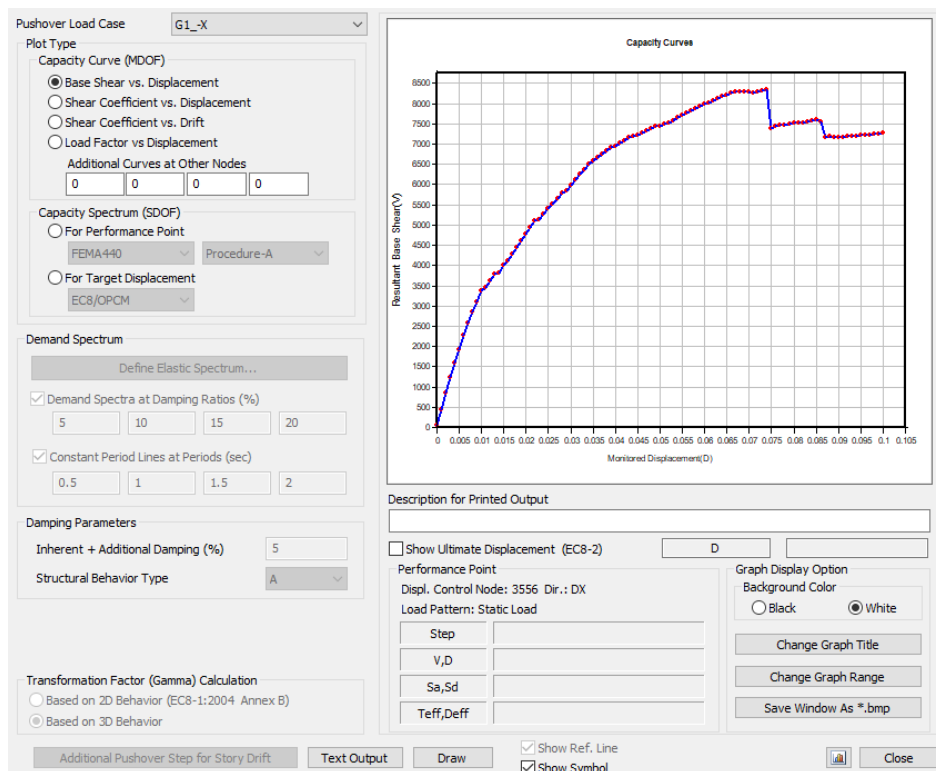 Pushover Load Case
G1_-X
Plot Type
Capacity Curve (MDOF)
Base Shear vs. Displacement
Shear Coefficient vs. Displacement
Shear Coefficient vs. Drift
Load Factor vs Displacement
Additional Curves at Other Nodes
0 0 0 0
Capacity Spectrum (SDOF)
For Performance Point
FEMA440 Procedure-A
For Target Displacement
EC8/OPCM
Demand Spectrum
Define Elastic Spectrum...
Demand Spectra at Damping Ratios (%)
5 10 15 20
Constant Period Lines at Periods (sec)
0.5 1 1.5 2
Damping Parameters
Inherent + Additional Damping (%) 5
Structural Behavior Type A
Transformation Factor (Gamma) Calculation
Based on 2D Behavior (EC8-1:2004 Annex B)
Based on 3D Behavior
Additional Pushover Step for Story Drift Text Output Draw
Capacity Curves
Resultant Base Shear(V)
8500
8000
7500
7000
6500
6000
5500
5000
4500
4000
3500
3000
2500
2000
1500
1000
500
0
0 0.005 0.01 0.015 0.02 0.025 0.03 0.035 0.04 0.045 0.05 0.055 0.06 0.065 0.07 0.075 0.08 0.085 0.09 0.095 0.1 0.105
Monitored Displacement(D)
Description for Printed Output
Show Ultimate Displacement (EC8-2) D
Performance Point
Displ. Control Node: 3556 Dir.: DX
Load Pattern: Static Load
Step
V,D
Sa,Sd
Teff,Deff
Graph Display Option
Background Color
Black White
Change Graph Title
Change Graph Range
Save Window As *.bmp
Show Ref. Line
Show Symbol
Close